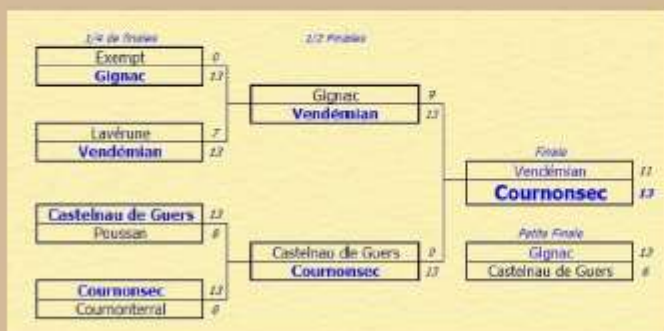 1/4 de finales
1/2 Finales
Exempt 0
Gignac 13
Gignac 9
Vendémian 13
Lavérune 7
Vendémian 13
Finale
Vendémian 11
Cournonsec 13
Castelnau de Guers 13
Poussan
Petite Finale
Castelnau de Guers
Cournonsec 13
Gignac 13
Castelnau de Guers
Cournonsec 13
Cournonterral